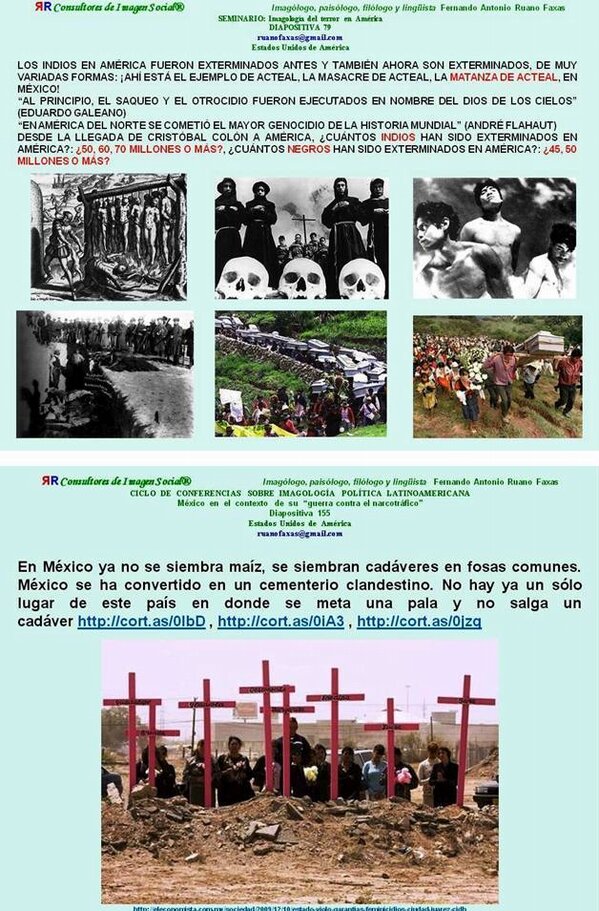 RR Consultores de Imagen Social® Imagólogo, paisólogo, filólogo y lingüista Fernando Antonio Ruano Faxas
SEMINARIO: Imagología del terror en América
DIAPOSITIVA 79
ruanofaxas@gmail.com
Estados Unidos de América
LOS INDIOS EN AMÉRICA FUERON EXTERMINADOS ANTES Y TAMBIÉN AHORA SON EXTERMINADOS, DE MUY
VARIADAS FORMAS: ¡AHÍ ESTÁ EL EJEMPLO DE ACTEAL, LA MASACRE DE ACTEAL, LA MATANZA DE ACTEAL, EN
MÉXICO!
“AL PRINCIPIO, EL SAQUEO Y EL OTROCIDIO FUERON EJECUTADOS EN NOMBRE DEL DIOS DE LOS CIELOS”
(EDUARDO GALEANO)
“EN AMÉRICA DEL NORTE SE COMETIÓ EL MAYOR GENOCIDIO DE LA HISTORIA MUNDIAL” (ANDRÉ FLAHAUT)
DESDE LA LLEGADA DE CRISTÓBAL COLÓN A AMÉRICA, ¿CUÁNTOS INDIOS HAN SIDO EXTERMINADOS EN
AMÉRICA?: ¿50, 60, 70 MILLONES O MÁS?, ¿CUÁNTOS NEGROS HAN SIDO EXTERMINADOS EN AMÉRICA?: ¿45, 50
MILLONES O MÁS?
RR Consultores de Imagen Social® Imagólogo, paisólogo, filólogo y lingüista Fernando Antonio Ruano Faxas
CICLO DE CONFERENCIAS SOBRE IMAGOLOGÍA POLÍTICA LATINOAMERICANA
México en el contexto de su “guerra contra el narcotráfico”
Diapositiva 155
Estados Unidos de América
ruanofaxas@gmail.com
En México ya no se siembra maíz, se siembran cadáveres en fosas comunes.
México se ha convertido en un cementerio clandestino. No hay ya un sólo
lugar de este país en donde se meta una pala y no salga un
cadáver http://cort.as/0lbD , http://cort.as/0iA3 , http://cort.as/0jzq